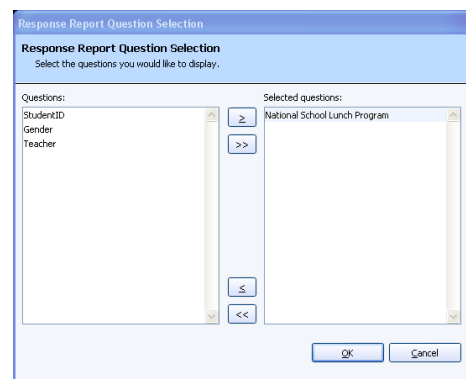 Response Report Question Selection
Response Report Question Selection
Select the questions you would like to display.
Questions:
StudentID
Gender
Teacher
>
>>
<
<<
Selected questions:
National School Lunch Program
OK
Cancel